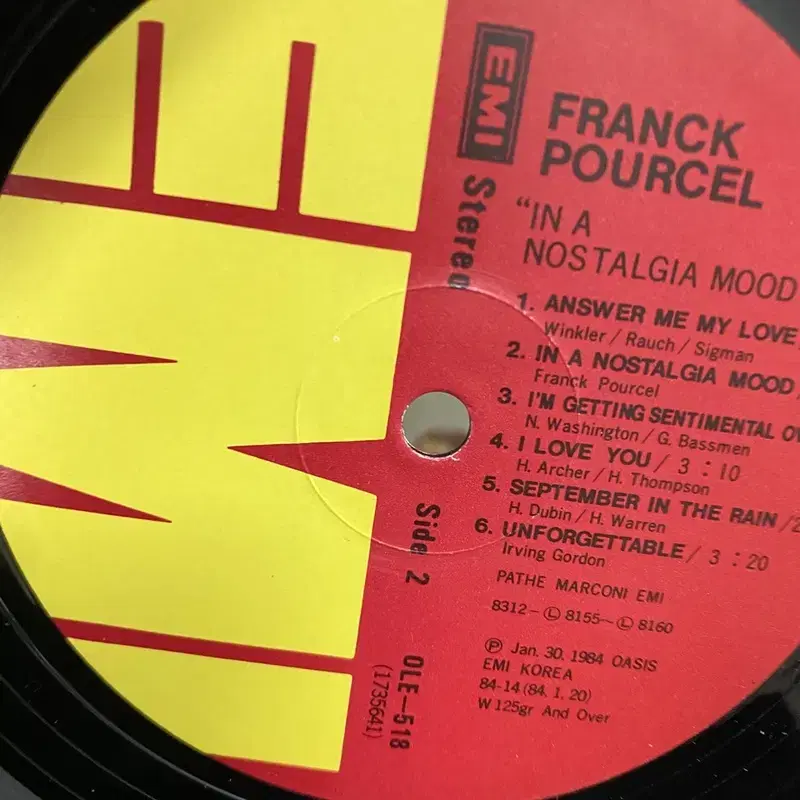 EMI
Stereo
FRANCK
POURCEL
“IN A
NOSTALGIA MOOD
1. ANSWER ME MY LOVE
Winkler / Rauch / Sigman
2. IN A NOSTALGIA MOOD
Franck Pourcel
3. I'M GETTING SENTIMENTAL
N. Washington / G. Bassmen
4. I LOVE YOU / 3 : 10
H. Archer / H. Thompson
5. SEPTEMBER IN THE RAIN /
H. Dubin / H. Warren
6. UNFORGETTABLE / 3 : 20
Irving Gordon
PATHE MARCONI EMI
8312-Ⓛ8155~Ⓛ8160
Ⓟ Jan. 30. 1984 OASIS
EMI KOREA
84-14 (84. 1. 20)
W 125gr And Over
Side 2
OLE-518
(1735641)